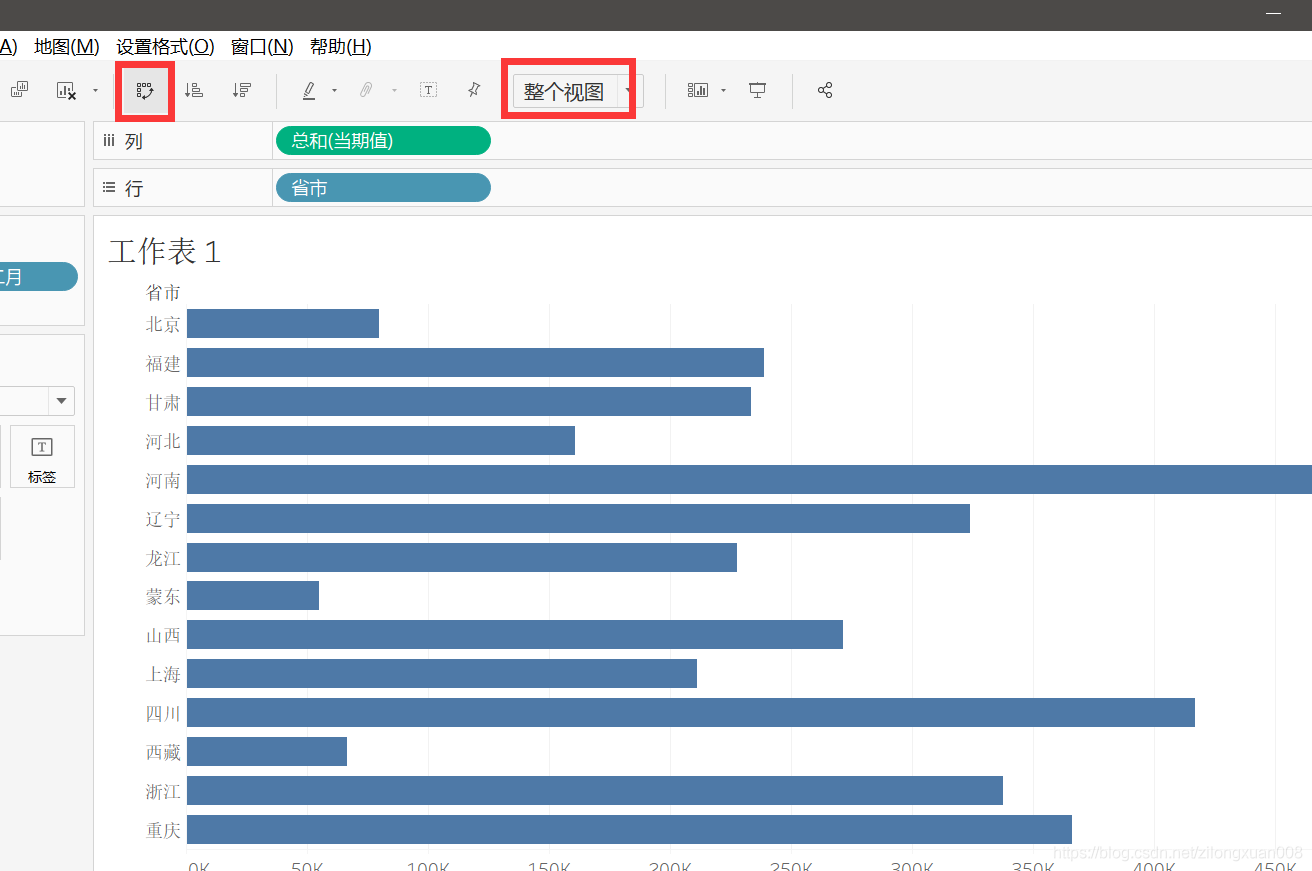 A) 地图(M) 设置格式(O) 窗口(N) 帮助(H)
T 整个视图
列 总和(当期值)
行 省市
工作表 1
二月
省市
北京
福建
甘肃
河北
T
标签
河南
辽宁
龙江
蒙东
山西
上海
四川
西藏
浙江
重庆
0K 50K 100K 150K 200K 250K 300K 350K 400K 450K
https://blog.csdn.net/zilongxuan008